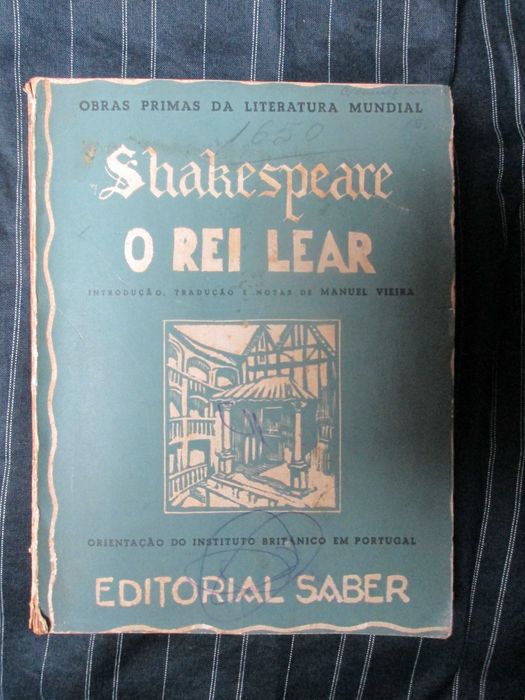 OBRAS PRIMAS DA LITERATURA MUNDIAL
1650
Shakespeare
O REI LEAR
INTRODUÇÃO, TRADUÇÃO E NOTAS DE MANUEL VIEIRA
ORIENTAÇÃO DO INSTITUTO BRITÂNICO EM PORTUGAL
EDITORIAL SABER